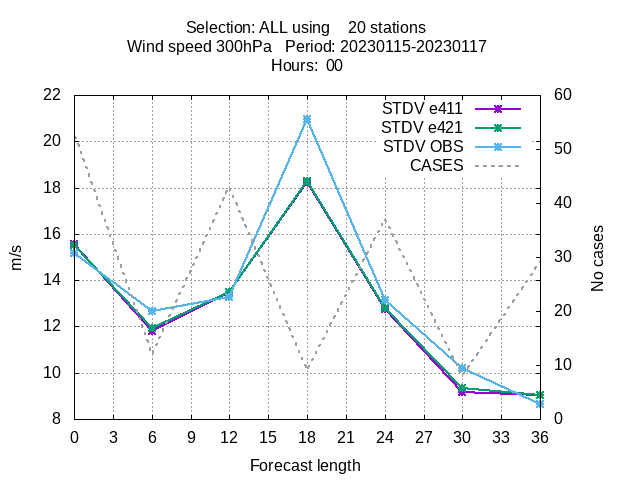 Selection: ALL using    20 stations
Wind speed 300hPa   Period: 20230115-20230117
Hours:  00
STDV e411
STDV e421
STDV OBS
CASES
22
20
18
16
14
12
10
8
60
50
40
30
20
10
0
m/s
No cases
0 3 6 9 12 15 18 21 24 27 30 33 36
Forecast length